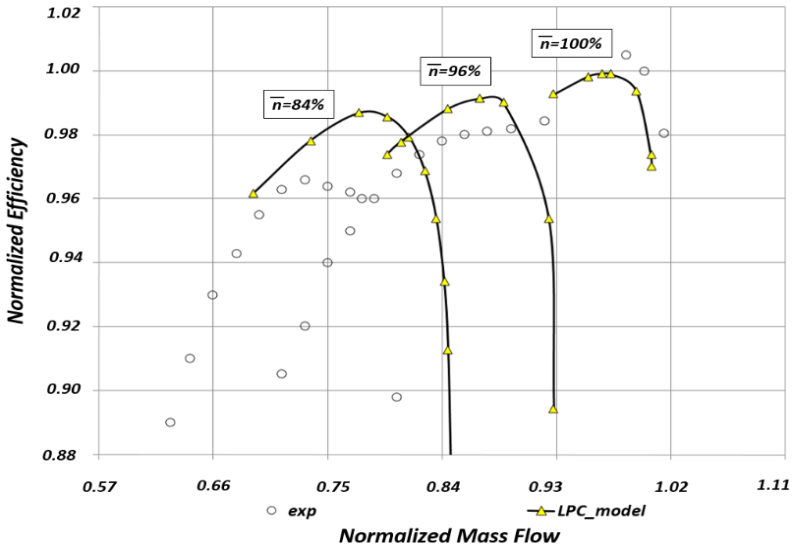 1.02
n=100%
1.00
n=96%
n=84%
0.98
0.96
0.94
0.92
0.90
0.88
Normalized Efficiency
0.57 0.66 0.75 0.84 0.93 1.02 1.11
exp LPC_model
Normalized Mass Flow